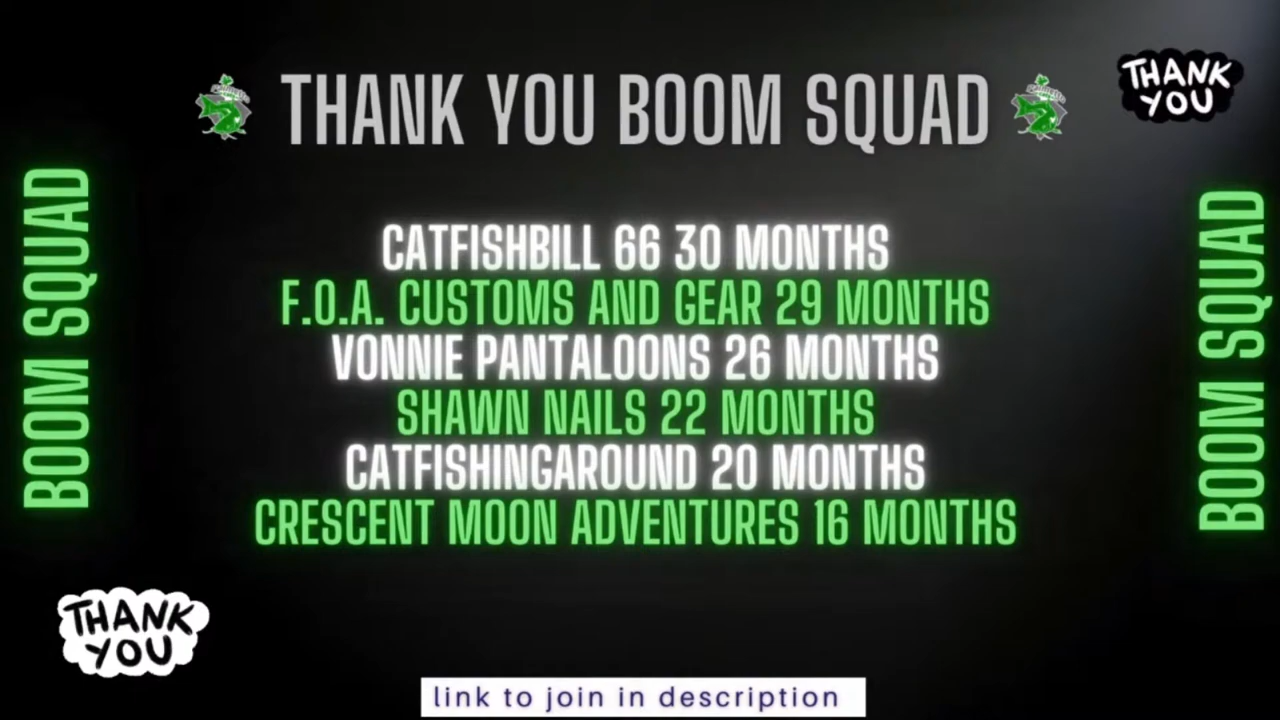 THANK YOU BOOM SQUAD
THANK YOU
BOOM SQUAD
BOOM SQUAD
CATFISHBILL 66 30 MONTHS
F.O.A. CUSTOMS AND GEAR 29 MONTHS
VONNIE PANTALOONS 26 MONTHS
SHAWN NAILS 22 MONTHS
CATFISHINGAROUND 20 MONTHS
CRESCENT MOON ADVENTURES 16 MONTHS
THANK YOU
link to join in description